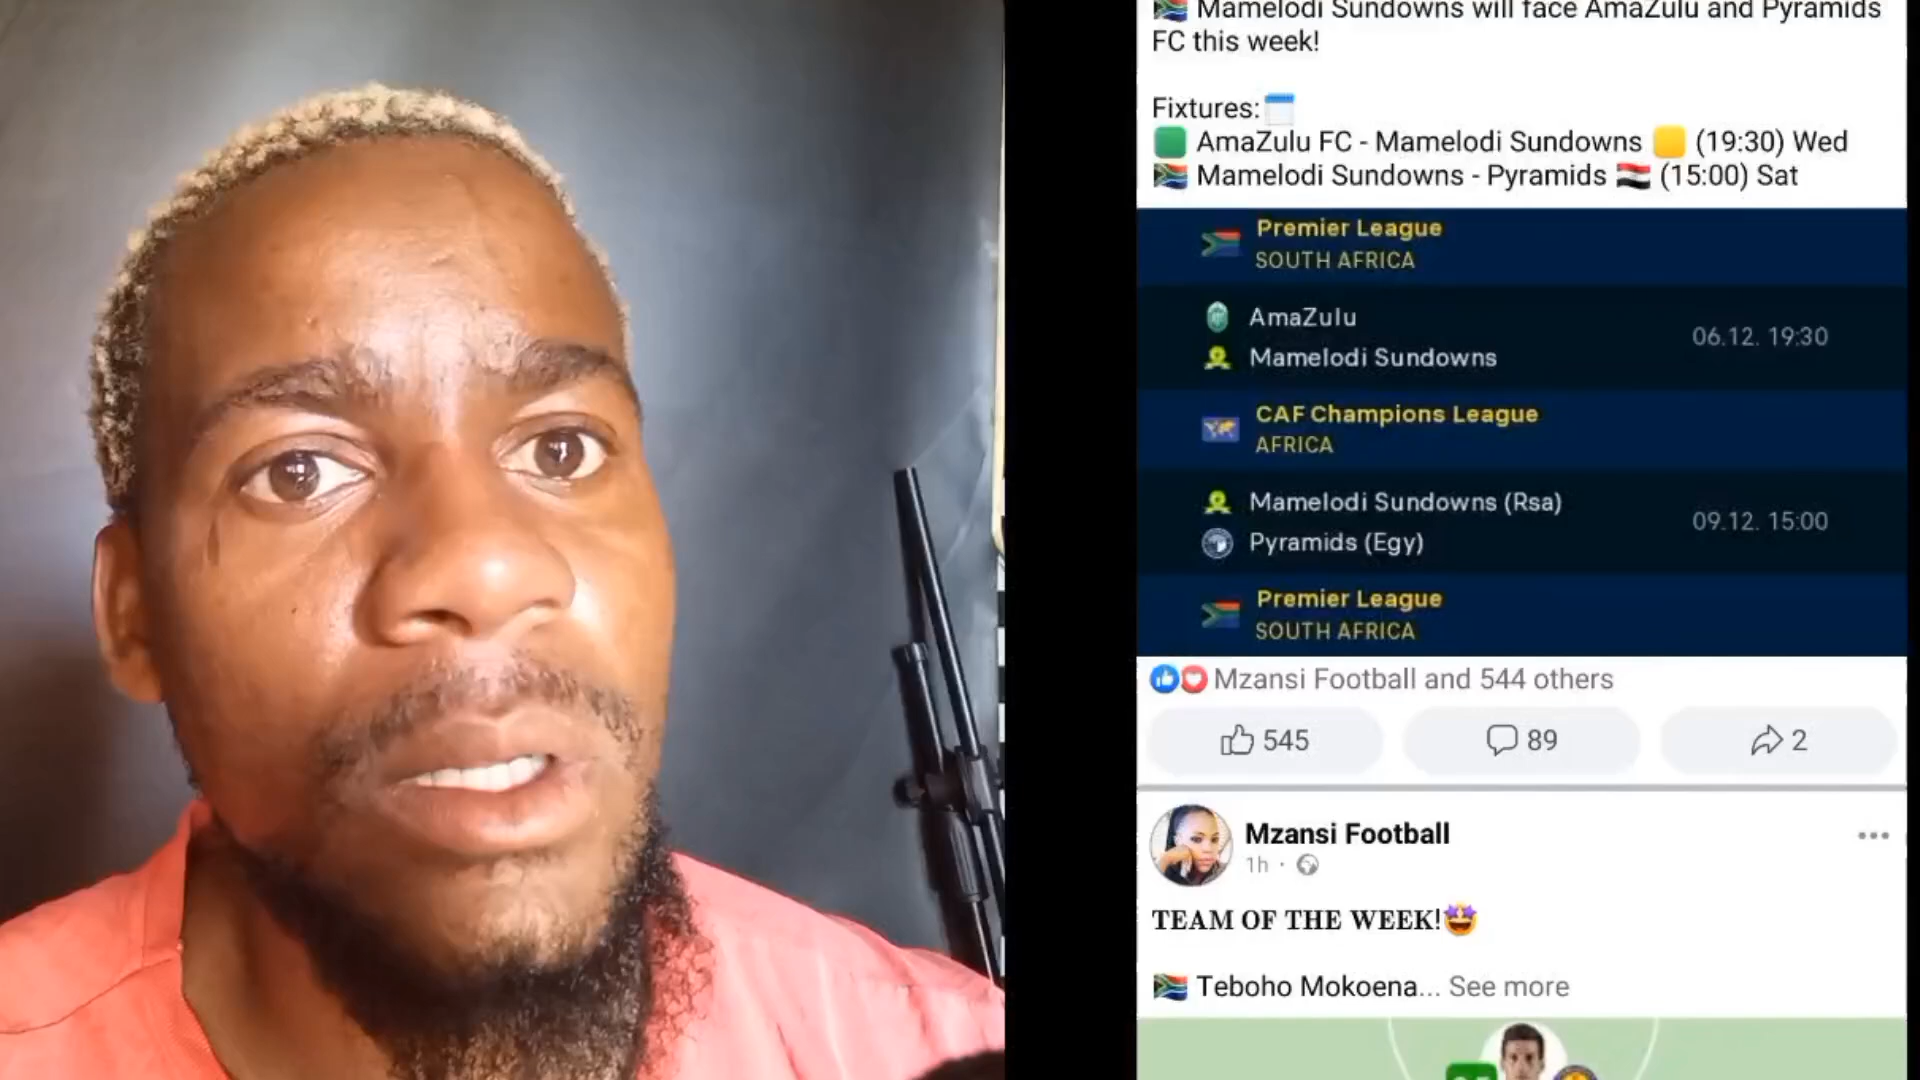 Mamelodi Sundowns will face AmaZulu and Pyramids
FC this week!
Fixtures:
AmaZulu FC - Mamelodi Sundowns (19:30) Wed
Mamelodi Sundowns - Pyramids (15:00) Sat
Premier League
SOUTH AFRICA
AmaZulu
Mamelodi Sundowns
06.12. 19:30
CAF Champions League
AFRICA
Mamelodi Sundowns (Rsa)
Pyramids (Egy)
09.12. 15:00
Premier League
SOUTH AFRICA
Mzansi Football and 544 others
545
89
2
Mzansi Football
1h ·
TEAM OF THE WEEK!
Teboho Mokoena... See more